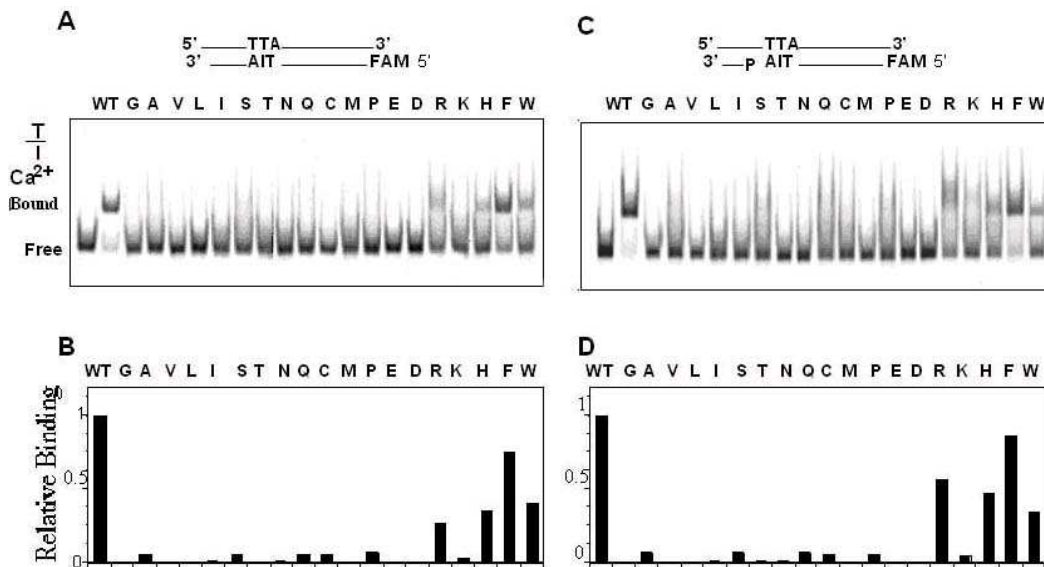 A
5' TTA 3'
3' AIT FAM 5'
WT G A V L I S T N Q C M P E D R K H F W
T
I
Ca2+
Bound
Free
C
5' TTA 3'
3' P AIT FAM 5'
WT G A V L I S T N Q C M P E D R K H F W
B
WT G A V L I S T N Q C M P E D R K H F W
Relative Binding
1
0.5
0
D
WT G A V L I S T N Q C M P E D R K H F W
1
0.5
0